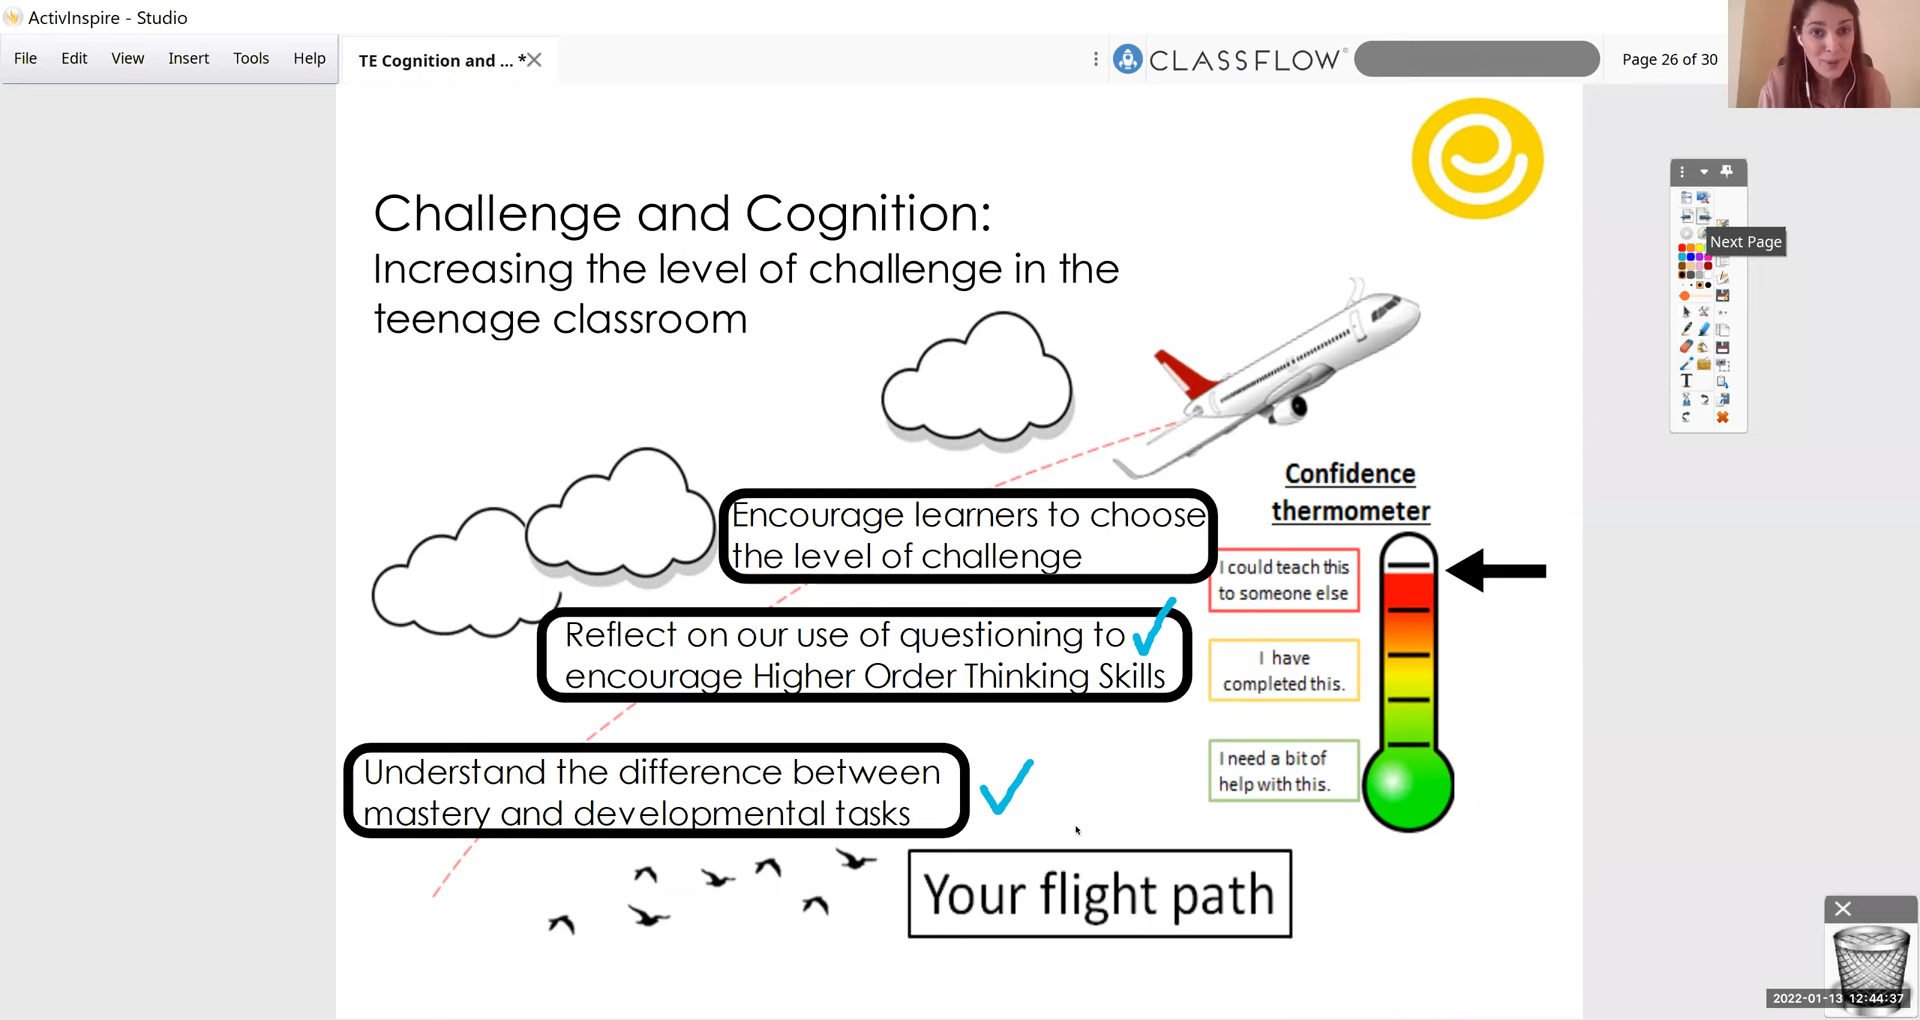 ActivInspire - Studio
File Edit View Insert Tools Help
TE Cognition and ... *
CLASSFLOW
Page 26 of 30
Next Page
Challenge and Cognition:
Increasing the level of challenge in the
teenage classroom
Encourage learners to choose
the level of challenge
Reflect on our use of questioning to
encourage Higher Order Thinking Skills
Understand the difference between
mastery and developmental tasks
Confidence
thermometer
I could teach this
to someone else
I have
completed this.
I need a bit of
help with this.
Your flight path
T
2022-01-13 12:44:37